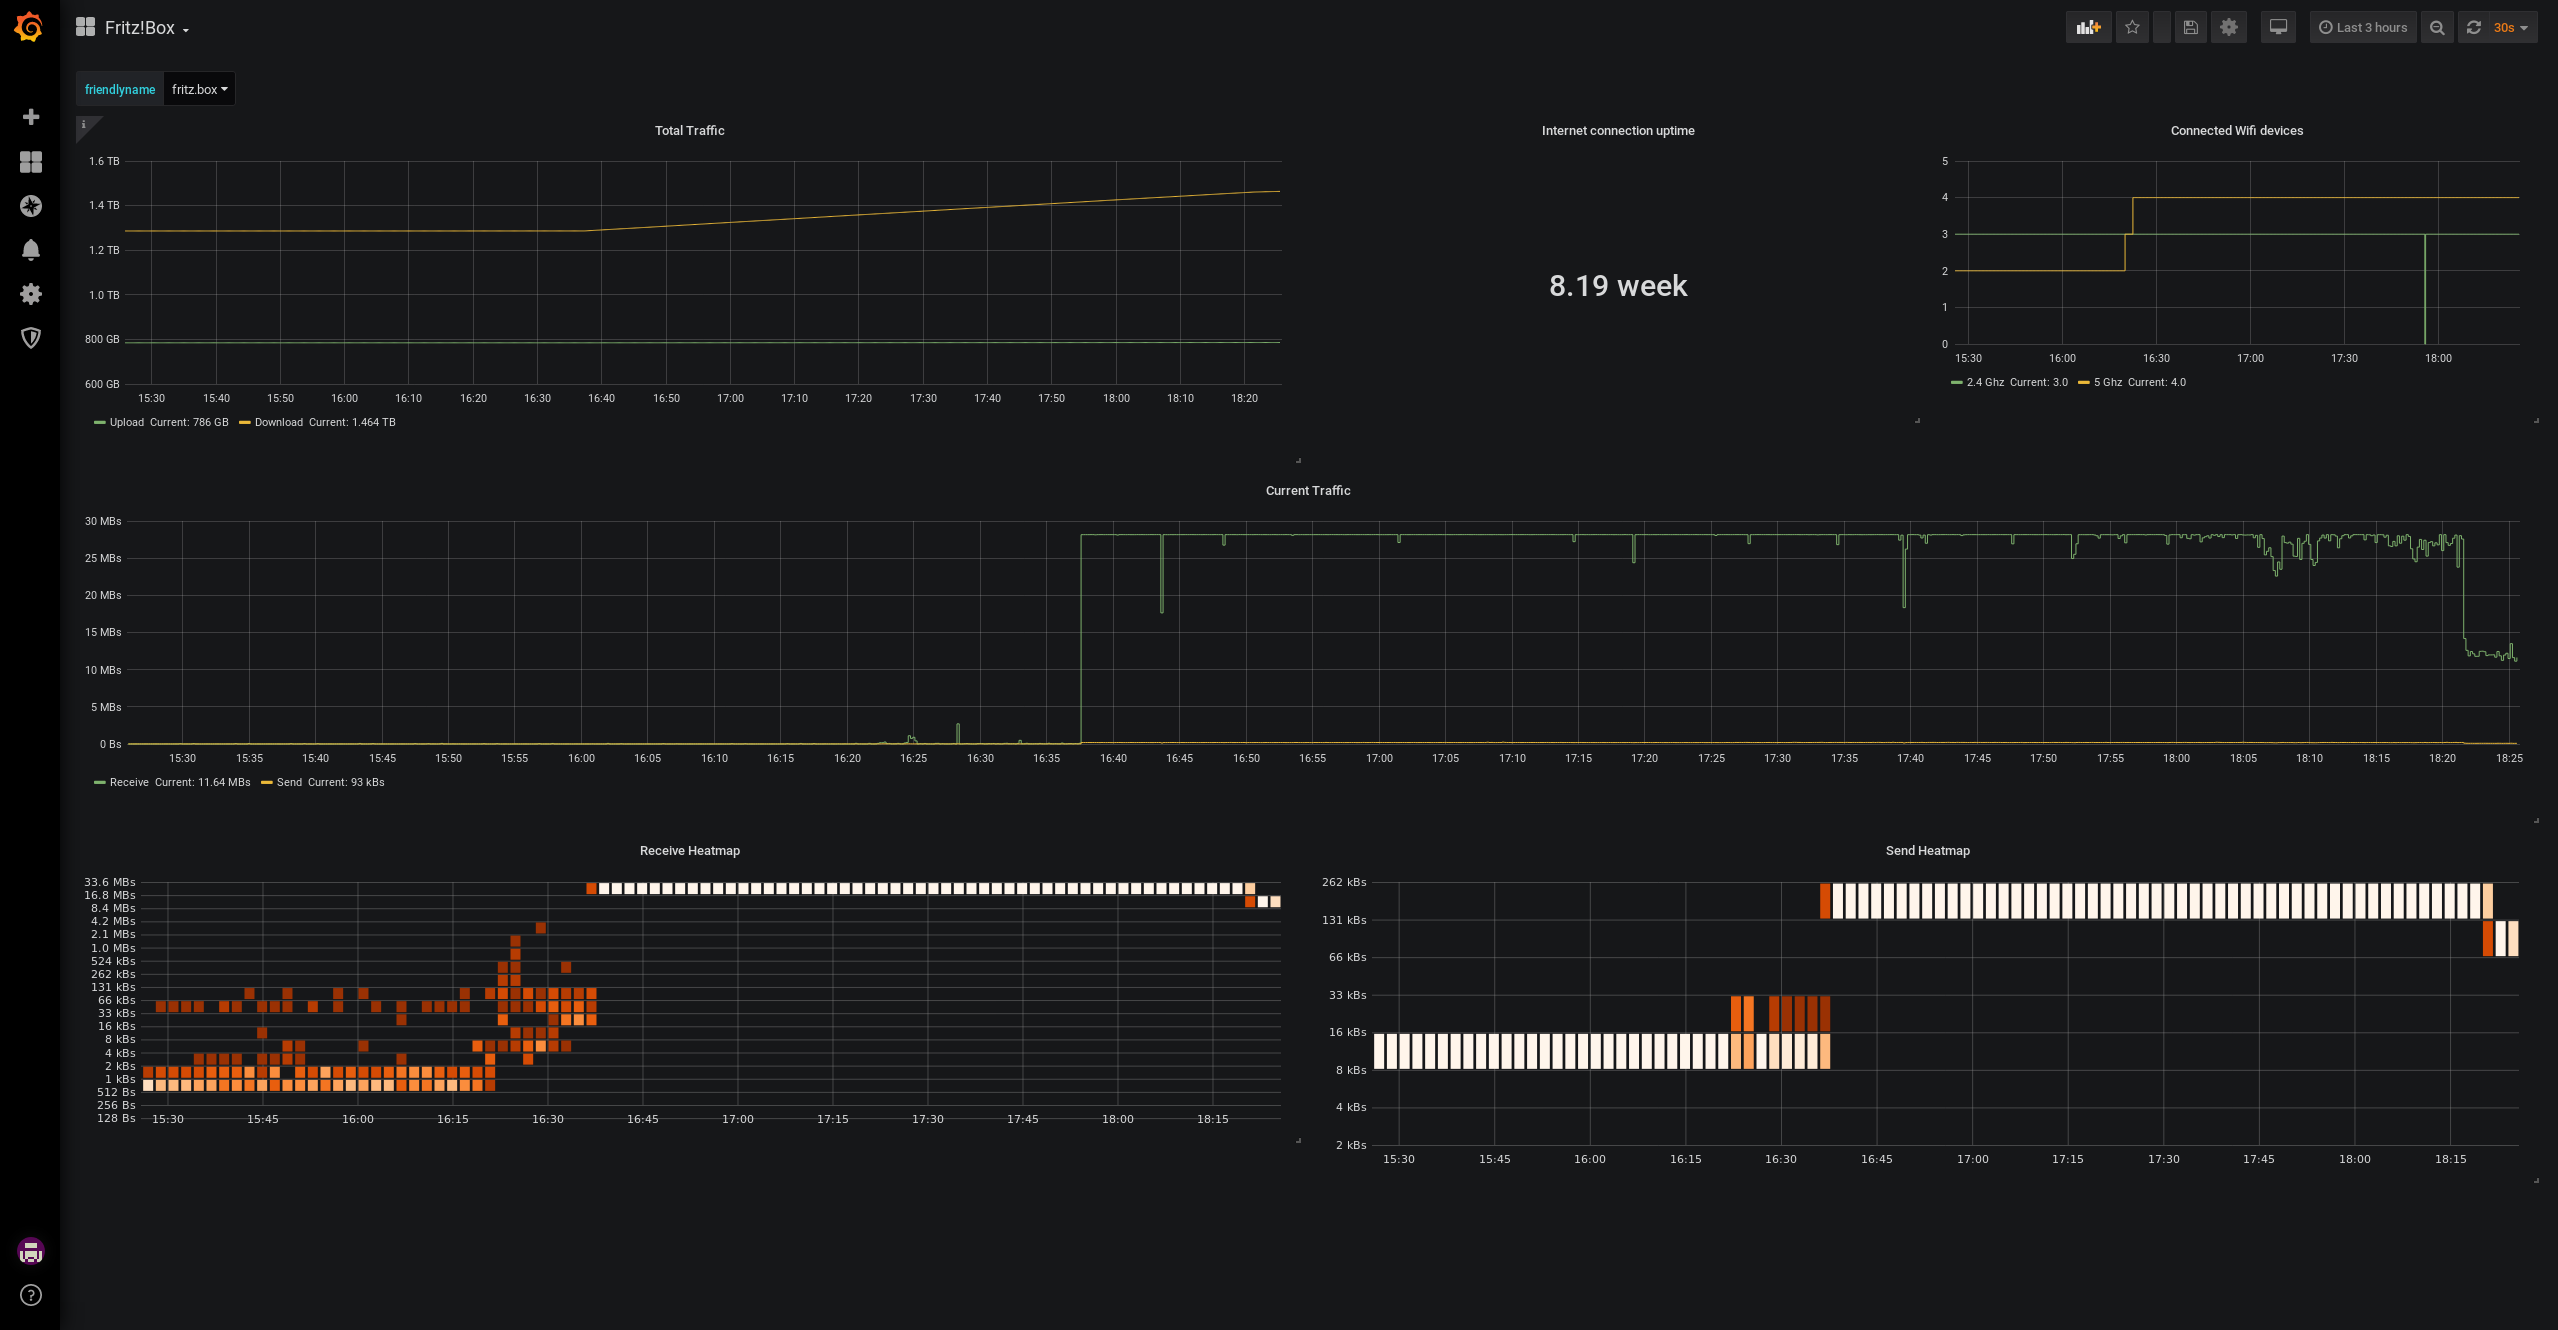 Fritz!Box
Last 3 hours 30s
friendlyname fritz.box
i
Total Traffic
1.6 TB
1.4 TB
1.2 TB
1.0 TB
800 GB
600 GB
15:30 15:40 15:50 16:00 16:10 16:20 16:30 16:40 16:50 17:00 17:10 17:20 17:30 17:40 17:50 18:00 18:10 18:20
Upload Current: 786 GB Download Current: 1.464 TB
Internet connection uptime
8.19 week
Connected Wifi devices
5
4
3
2
1
0
15:30 16:00 16:30 17:00 17:30 18:00
2.4 Ghz Current: 3.0 5 Ghz Current: 4.0
Current Traffic
30 MBs
25 MBs
20 MBs
15 MBs
10 MBs
5 MBs
0 Bs
15:30 15:35 15:40 15:45 15:50 15:55 16:00 16:05 16:10 16:15 16:20 16:25 16:30 16:35 16:40 16:45 16:50 16:55 17:00 17:05 17:10 17:15 17:20 17:25 17:30 17:35 17:40 17:45 17:50 17:55 18:00 18:05 18:10 18:15 18:20 18:25
Receive Current: 11.64 MBs Send Current: 93 kBs
Receive Heatmap
33.6 MBs
16.8 MBs
8.4 MBs
4.2 MBs
2.1 MBs
1.0 MBs
524 kBs
262 kBs
131 kBs
66 kBs
33 kBs
16 kBs
8 kBs
4 kBs
2 kBs
1 kBs
512 Bs
256 Bs
128 Bs
15:30 15:45 16:00 16:15 16:30 16:45 17:00 17:15 17:30 17:45 18:00 18:15
Send Heatmap
262 kBs
131 kBs
66 kBs
33 kBs
16 kBs
8 kBs
4 kBs
2 kBs
15:30 15:45 16:00 16:15 16:30 16:45 17:00 17:15 17:30 17:45 18:00 18:15
?